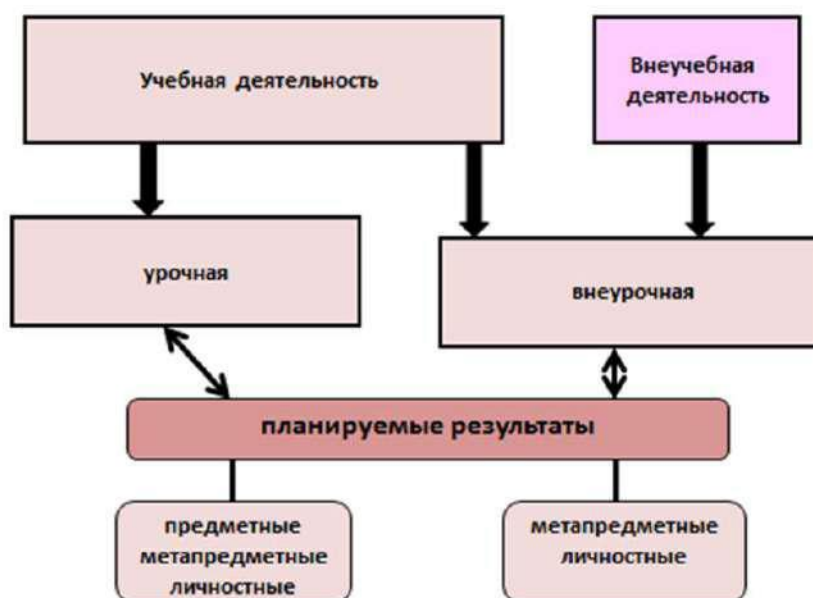 Учебная деятельность
Внеучебная
деятельность
урочная
внеурочная
планируемые результаты
предметные
метапредметные
личностные
метапредметные
личностные